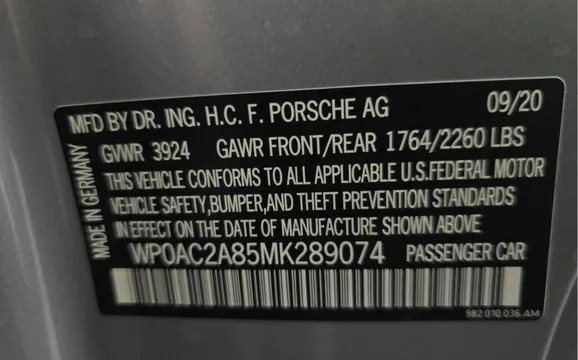 MFD BY DR. ING. H.C. F. PORSCHE AG 09/20
GVWR 3924 GAWR FRONT/REAR 1764/2260 LBS
THIS VEHICLE CONFORMS TO ALL APPLICABLE U.S.FEDERAL MOTOR
VEHICLE SAFETY,BUMPER,AND THEFT PREVENTION STANDARDS
IN EFFECT ON THE DATE OF MANUFACTURE SHOWN ABOVE
WP0AC2A85MK289074 PASSENGER CAR
MADE IN GERMANY
982.010.036.AM